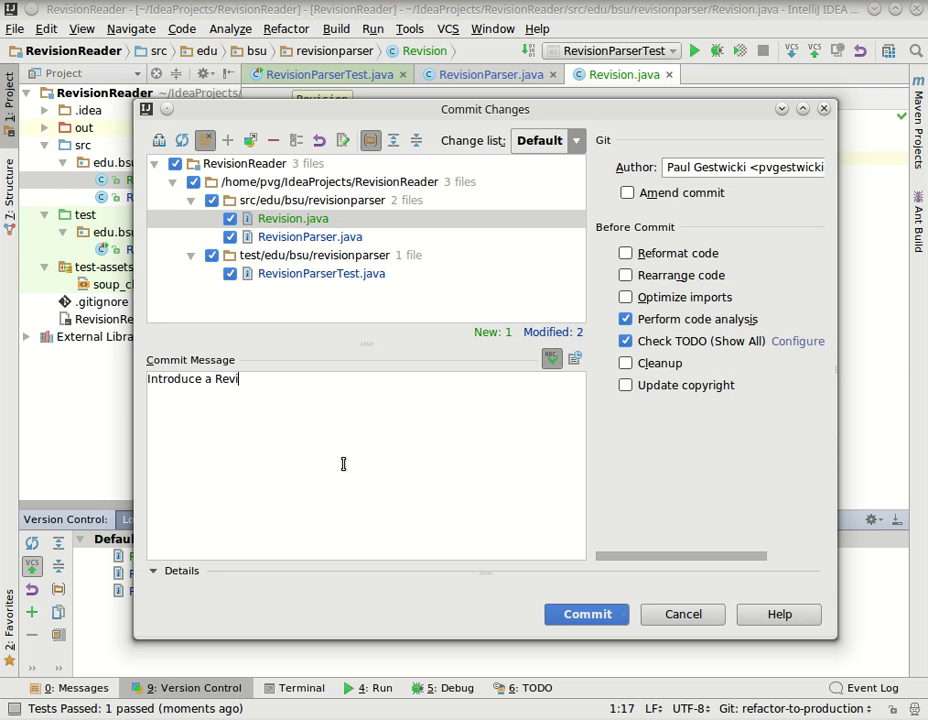 RevisionReader - [~/IdeaProjects/RevisionReader] - [RevisionReader] - ~/IdeaProjects/RevisionReader/src/edu/bsu/revisionparser/Revision.java - IntelliJ IDEA ...
File Edit View Navigate Code Analyze Refactor Build Run Tools VCS Window Help
RevisionReader src edu bsu revisionparser Revision RevisionParserTest
Project RevisionParserTest.java RevisionParser.java Revision.java
1: Project
7: Structure
2: Favorites
Maven Projects
Ant Build
RevisionReader ~/IdeaProjects/
.idea
out
src
edu.bs
test
edu.bs
test-assets
soup_c
.gitignore
RevisionRe
External Libra
Revision
Commit Changes
Change list: Default
RevisionReader 3 files
/home/pvg/IdeaProjects/RevisionReader 3 files
src/edu/bsu/revisionparser 2 files
Revision.java
RevisionParser.java
test/edu/bsu/revisionparser 1 file
RevisionParserTest.java
New: 1 Modified: 2
Commit Message
Introduce a Revi
Details
Git
Author: Paul Gestwicki <pvgestwicki
Amend commit
Before Commit
Reformat code
Rearrange code
Optimize imports
Perform code analysis
Check TODO (Show All) Configure
Cleanup
Update copyright
Commit Cancel Help
Version Control: Lo
Defaul
0: Messages 9: Version Control Terminal 4: Run 5: Debug 6: TODO Event Log
Tests Passed: 1 passed (moments ago) 1:17 LF÷ UTF-8÷ Git: refactor-to-production